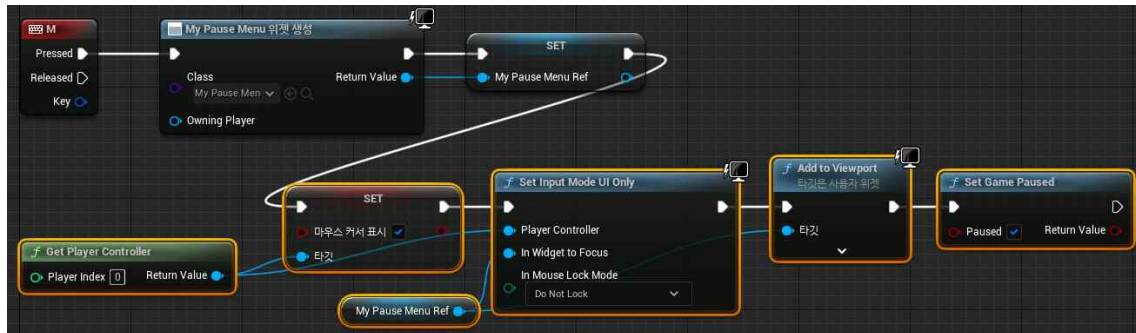 M
Pressed
Released
Key
My Pause Menu 위젯 생성
Class
My Pause Men
Return Value
Owning Player
SET
My Pause Menu Ref
Get Player Controller
Player Index 0
Return Value
SET
마우스 커서 표시
타깃
My Pause Menu Ref
Set Input Mode UI Only
Player Controller
In Widget to Focus
In Mouse Lock Mode
Do Not Lock
Add to Viewport
타깃은 사용자 위젯
타깃
Set Game Paused
Paused
Return Value